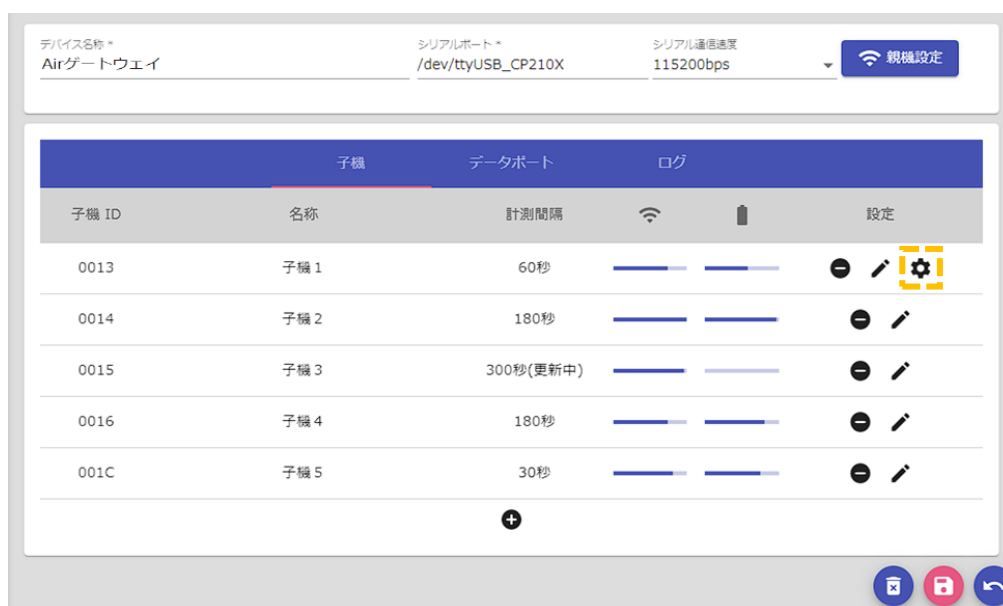 デバイス名称 * シリアルポート * シリアル通信速度
Airゲートウェイ /dev/ttyUSB_CP210X 115200bps 親機設定
子機 データポート ログ
子機 ID 名称 計測間隔 設定
0013 子機 1 60秒
0014 子機 2 180秒
0015 子機 3 300秒(更新中)
0016 子機 4 180秒
001C 子機 5 30秒